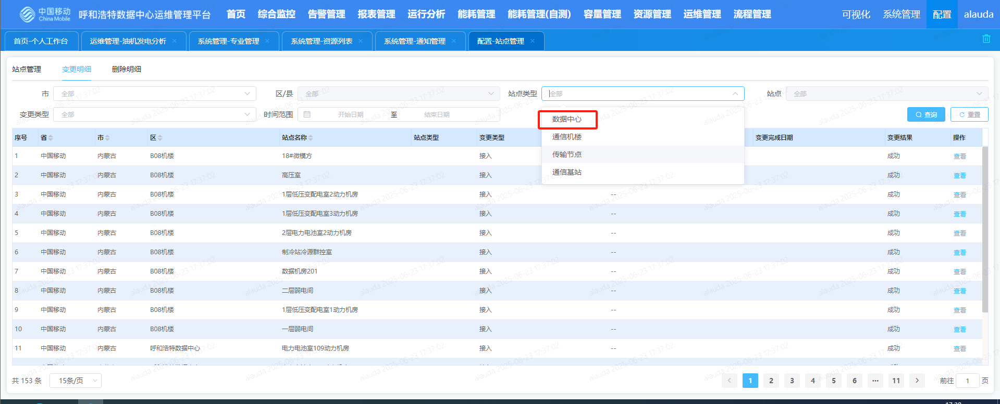 中国移动 China Mobile 呼和浩特数据中心运维管理平台 首页 综合监控 告警管理 报表管理 运行分析 能耗管理 能耗管理(自测) 容量管理 资源管理 运维管理 流程管理 可视化 系统管理 配置 alauda
首页-个人工作台 运维管理-油机发电分析 × 系统管理-专业管理 × 系统管理-资源列表 × 系统管理-通知管理 × 配置-站点管理 ×
站点管理 变更明细 删除明细
市 全部 区/县 全部 站点类型 全部 站点 全部
变更类型 全部 时间范围 开始日期 至 结束日期 查询 重置
数据中心
通信机楼
传输节点
通信基站
序号 省 市 区 站点名称 站点类型 变更类型 变更完成日期 变更结果 操作
1 中国移动 内蒙古 B08机楼 18#微模方 接入 成功 查看
2 中国移动 内蒙古 B08机楼 高压室 接入 成功 查看
3 中国移动 内蒙古 B08机楼 1层低压变配电室2动力机房 接入 -- 成功 查看
4 中国移动 内蒙古 B08机楼 1层低压变配电室3动力机房 接入 -- 成功 查看
5 中国移动 内蒙古 B08机楼 2层电力电池室2动力机房 接入 -- 成功 查看
6 中国移动 内蒙古 B08机楼 制冷站冷源群控室 接入 -- 成功 查看
7 中国移动 内蒙古 B08机楼 数据机房201 接入 -- 成功 查看
8 中国移动 内蒙古 B08机楼 二层弱电间 接入 -- 成功 查看
9 中国移动 内蒙古 B08机楼 1层低压变配电室1动力机房 接入 -- 成功 查看
10 中国移动 内蒙古 B08机楼 一层弱电间 接入 -- 成功 查看
11 中国移动 内蒙古 呼和浩特数据中心 电力电池室109动力机房 接入 -- 成功 查看
共 153 条 15条/页 1 2 3 4 5 6 ··· 11 前往 1 页
alauda 2025-06-23 17:37:02